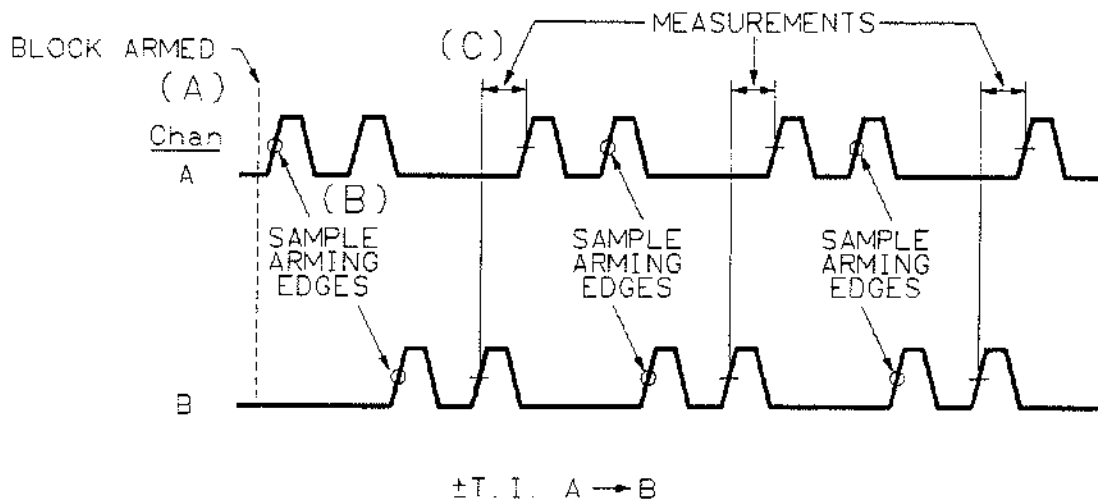 MEASUREMENTS
BLOCK ARMED
(C)
(A)
Chan
A
(B)
SAMPLE
ARMING
EDGES
SAMPLE
ARMING
EDGES
SAMPLE
ARMING
EDGES
B
±T.I. A → B